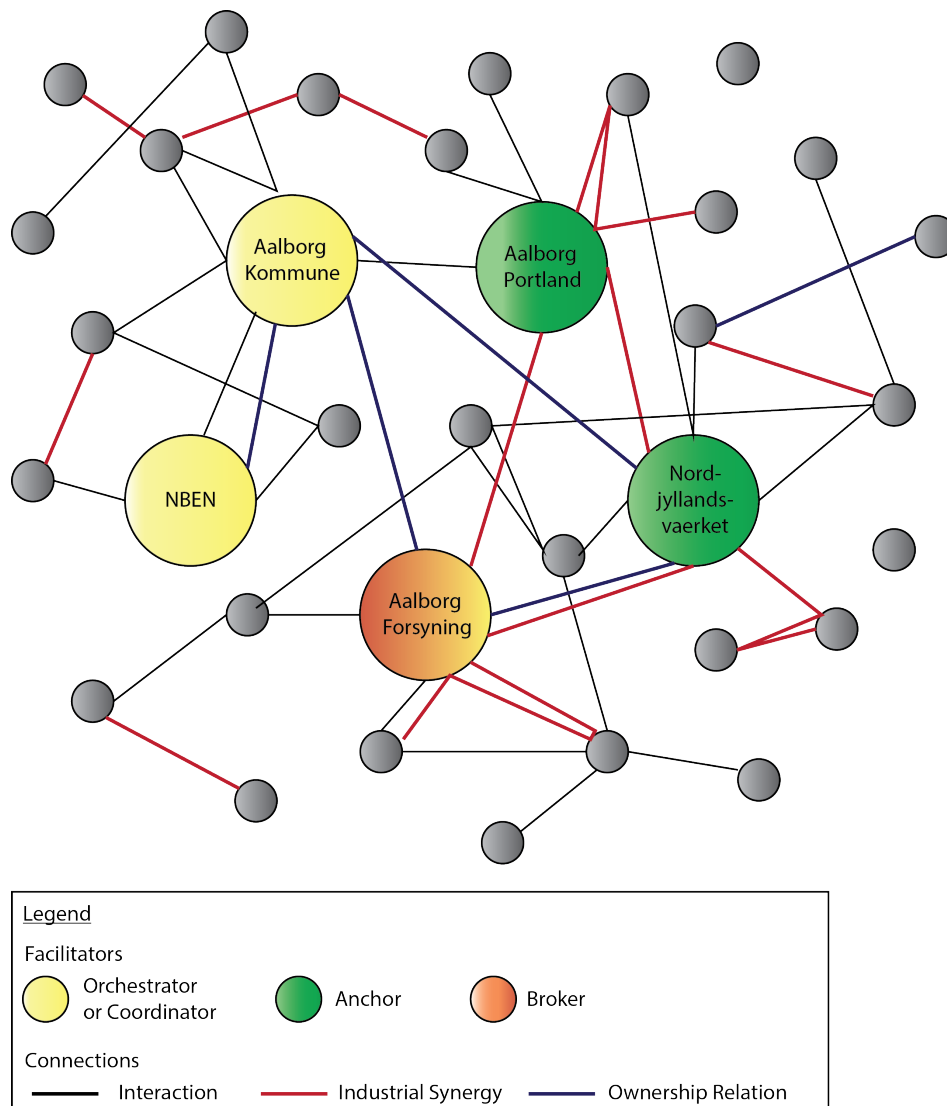 Aalborg
Kommune
Aalborg
Portland
NBEN
Nord-
jyllands-
vaerket
Aalborg
Forsyning
Legend
Facilitators
Orchestrator
or Coordinator
Anchor
Broker
Connections
Interaction
Industrial Synergy
Ownership Relation